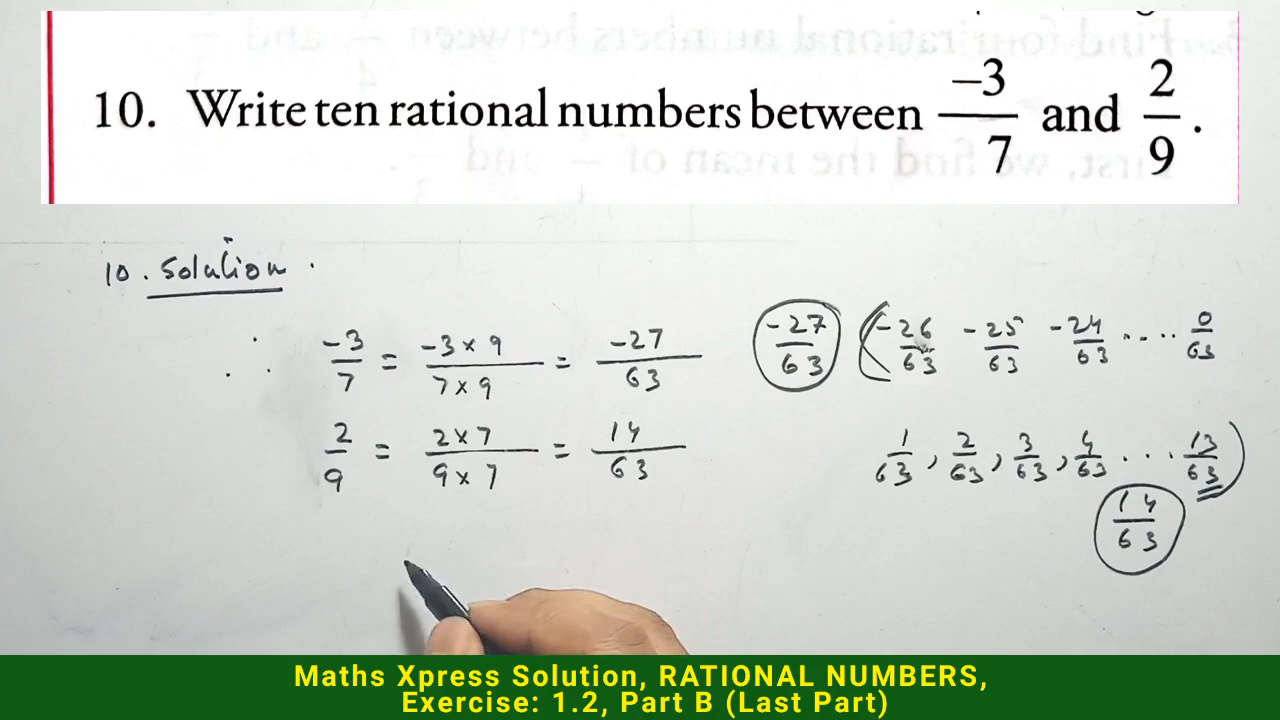 10. Write ten rational numbers between -3/7 and 2/9.
10. Solution.
∴ -3/7 = -3 x 9 / 7 x 9 = -27/63
-27/63 ( -26/63 -25/63 -24/63 .... 0/63
2/9 = 2 x 7 / 9 x 7 = 14/63
1/63, 2/63, 3/63, 4/63 ... 13/63 )
14/63
Maths Xpress Solution, RATIONAL NUMBERS,
Exercise: 1.2, Part B (Last Part)